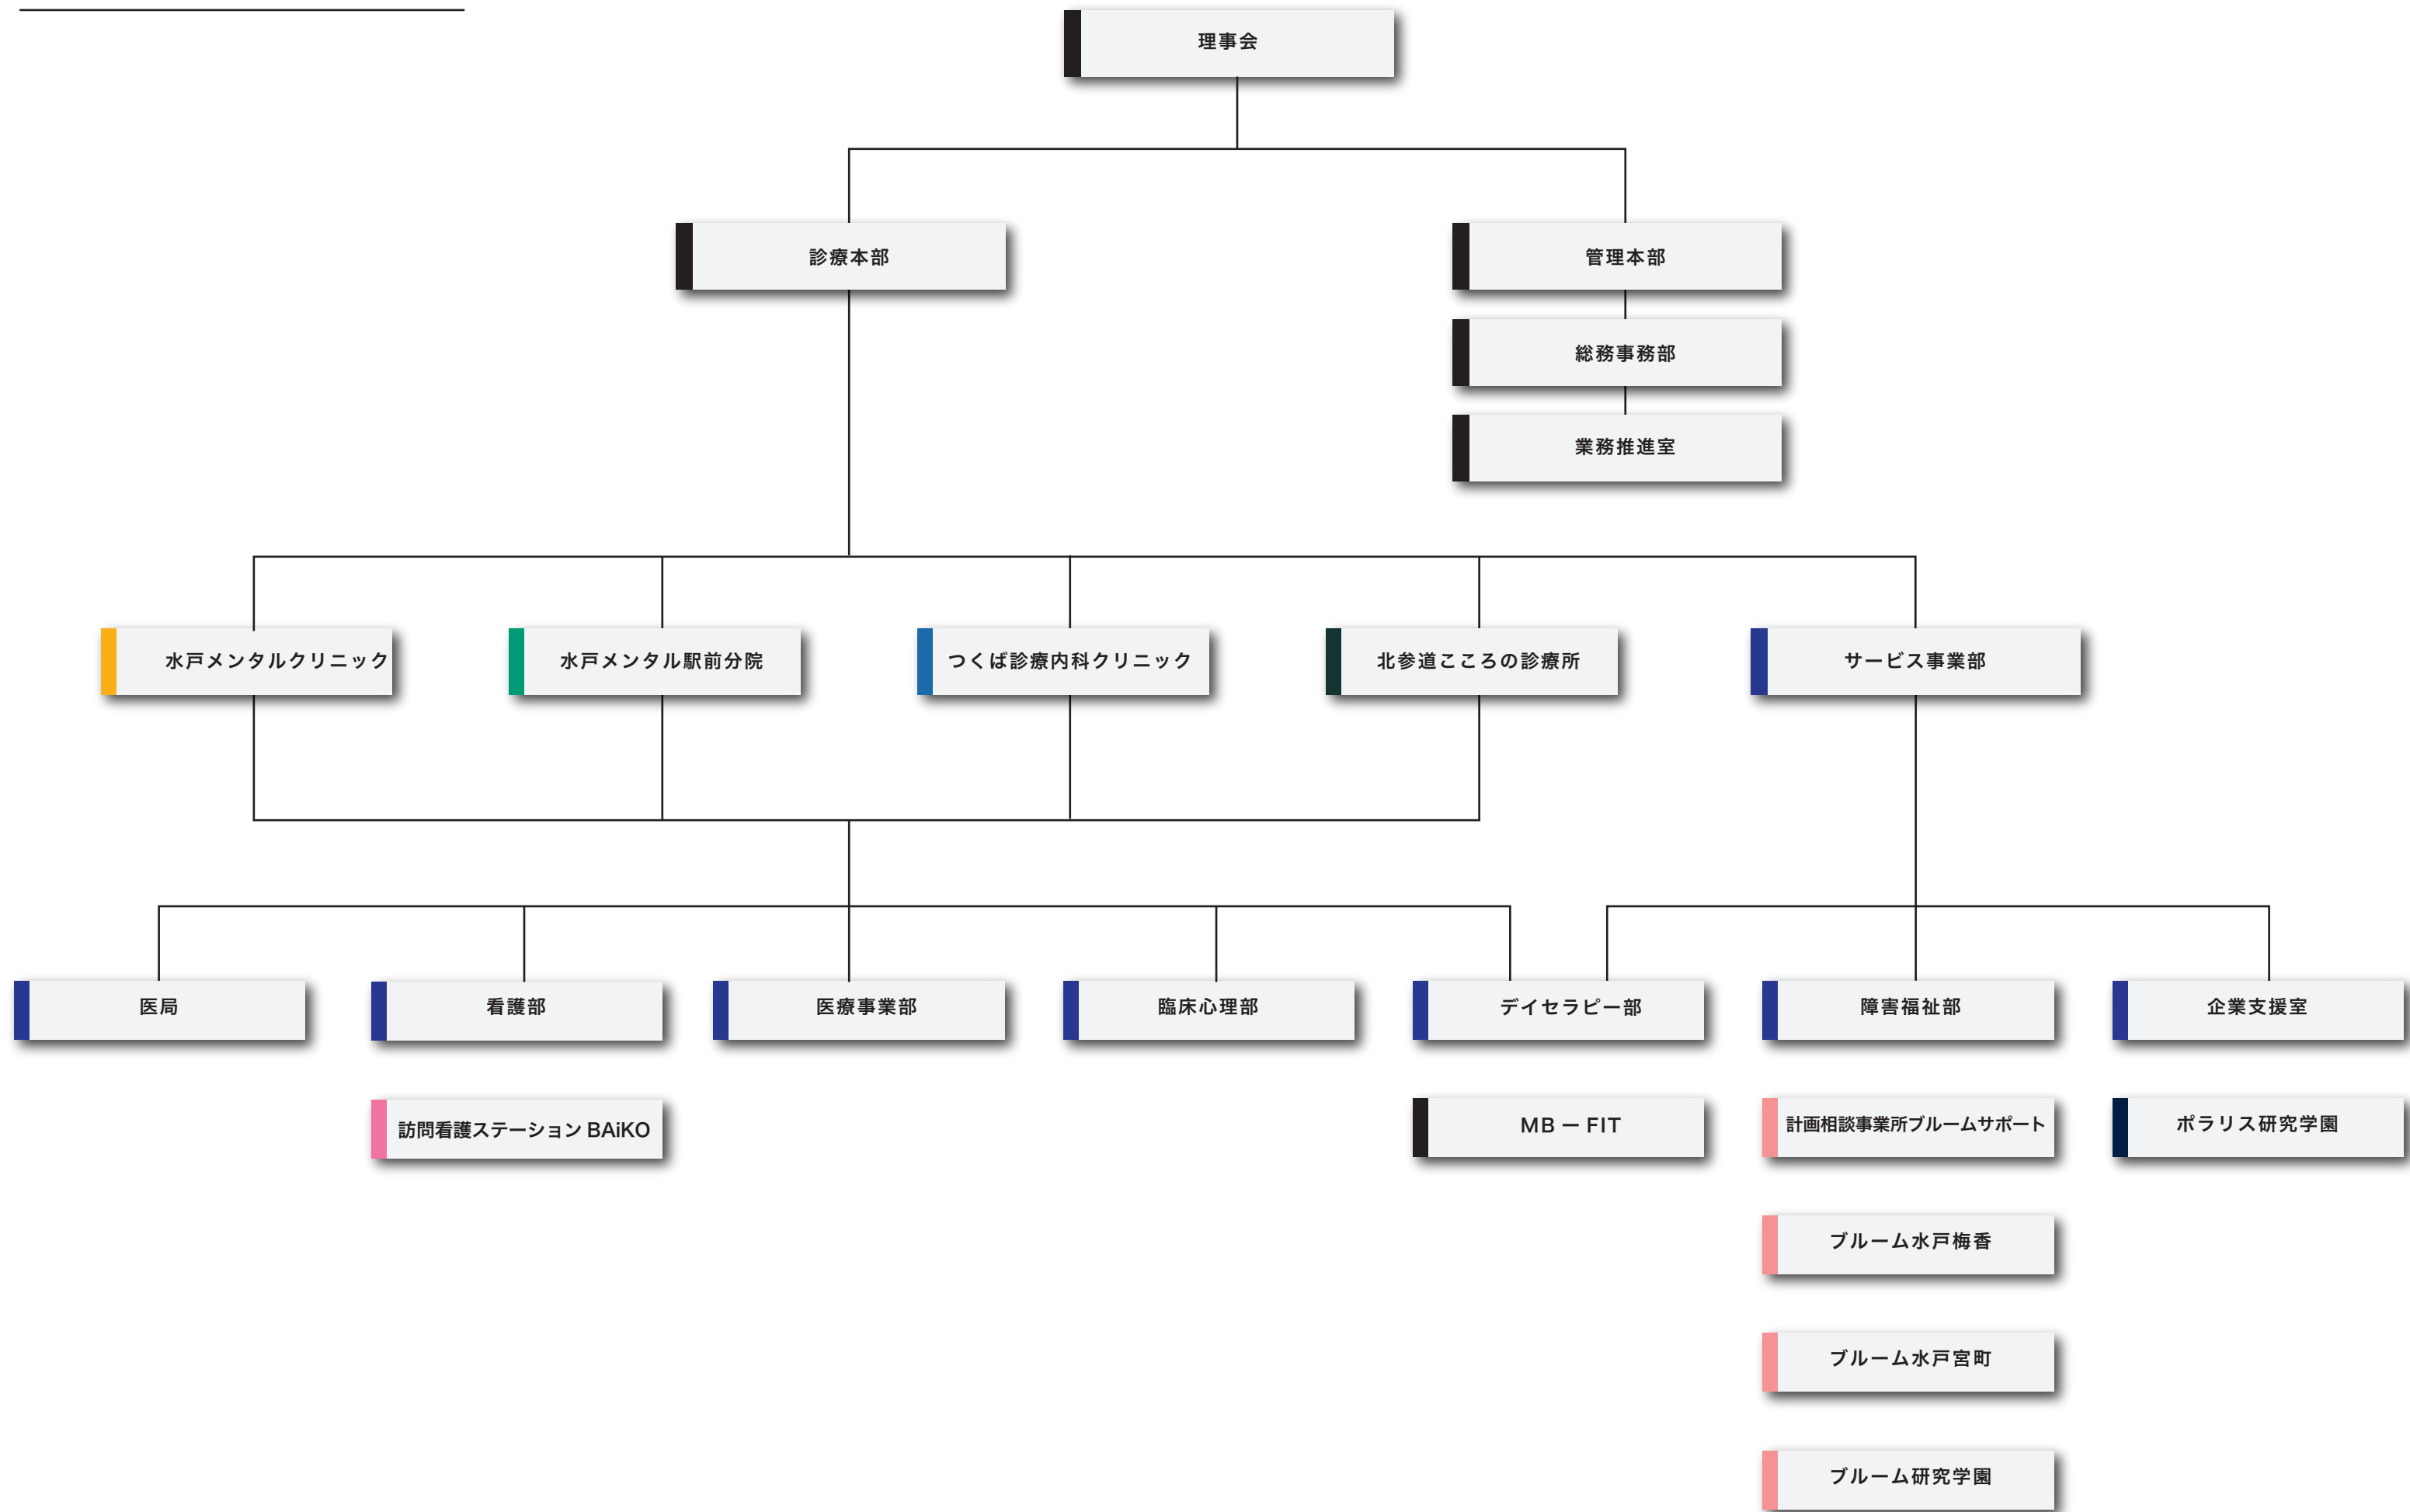 理事会
診療本部
管理本部
総務事務部
業務推進室
水戸メンタルクリニック
水戸メンタル駅前分院
つくば診療内科クリニック
北参道こころの診療所
サービス事業部
医局
看護部
医療事業部
臨床心理部
デイセラピー部
障害福祉部
企業支援室
訪問看護ステーション BAiKO
MB ー FIT
計画相談事業所ブルームサポート
ポラリス研究学園
ブルーム水戸梅香
ブルーム水戸宮町
ブルーム研究学園